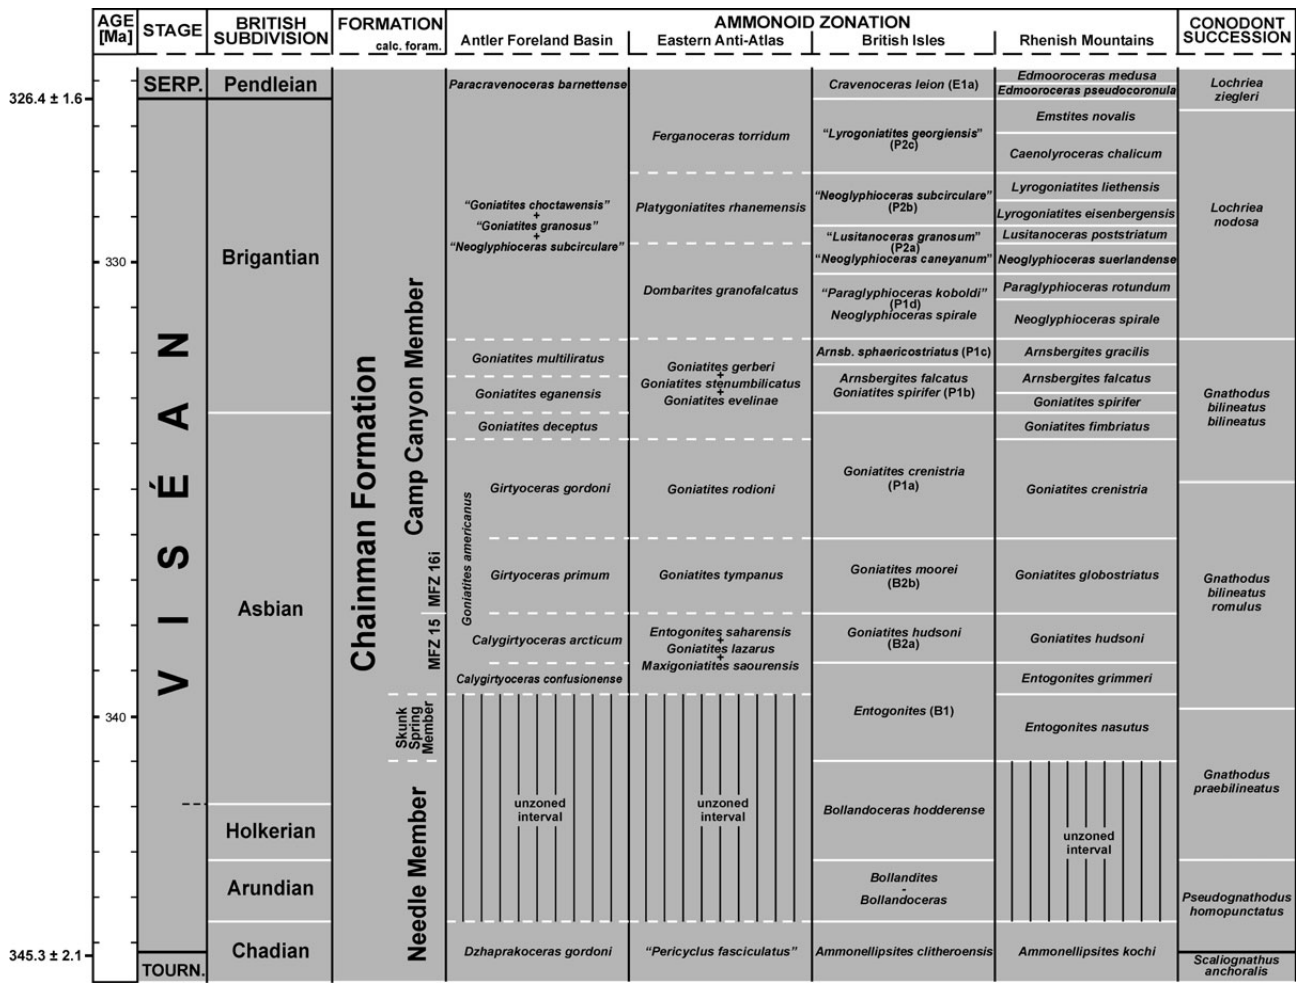 AGE
[Ma]
STAGE
BRITISH
SUBDIVISION
FORMATION
calc. foram.
AMMONOID ZONATION
Antler Foreland Basin
Eastern Anti-Atlas
British Isles
Rhenish Mountains
CONODONT
SUCCESSION
326.4 ± 1.6
330
340
345.3 ± 2.1
SERP.
VISÉAN
TOURN.
Pendleian
Brigantian
Asbian
Holkerian
Arundian
Chadian
Chainman Formation
Camp Canyon Member
MFZ 16i
MFZ 15
Skunk
Spring
Member
Needle Member
Paracravenoceras barnettense
“Goniatites choctawensis”
+
“Goniatites granosus”
+
“Neoglyphioceras subcirculare”
Goniatites multiliratus
Goniatites eganensis
Goniatites deceptus
Goniatites americanus
Girtyoceras gordoni
Girtyoceras primum
Calygirtyoceras arcticum
Calygirtyoceras confusionense
unzoned
interval
Dzhaprakoceras gordoni
Ferganoceras torridum
Platygoniatites rhanemensis
Dombarites granofalcatus
Goniatites gerberi
+
Goniatites stenumbilicatus
+
Goniatites evelinae
Goniatites rodioni
Goniatites tympanus
Entogonites saharensis
+
Goniatites lazarus
+
Maxigoniatites saourensis
unzoned
interval
“Pericyclus fasciculatus”
Cravenoceras leion (E1a)
“Lyrogoniatites georgiensis”
(P2c)
“Neoglyphioceras subcirculare”
(P2b)
“Lusitanoceras granosum”
(P2a)
“Neoglyphioceras caneyanum”
“Paraglyphioceras koboldi”
(P1d)
Neoglyphioceras spirale
Arnsb. sphaericostriatus (P1c)
Arnsbergites falcatus
Goniatites spirifer (P1b)
Goniatites crenistria
(P1a)
Goniatites moorei
(B2b)
Goniatites hudsoni
(B2a)
Entogonites (B1)
Bollandoceras hodderense
Bollandites
-
Bollandoceras
Ammonellipsites clitheroensis
Edmooroceras medusa
Edmooroceras pseudocoronula
Emstites novalis
Caenolyroceras chalicum
Lyrogoniatites liethensis
Lyrogoniatites eisenbergensis
Lusitanoceras poststriatum
Neoglyphioceras suerlandense
Paraglyphioceras rotundum
Neoglyphioceras spirale
Arnsbergites gracilis
Arnsbergites falcatus
Goniatites spirifer
Goniatites fimbriatus
Goniatites crenistria
Goniatites globostriatus
Goniatites hudsoni
Entogonites grimmeri
Entogonites nasutus
unzoned
interval
Ammonellipsites kochi
Lochriea
ziegleri
Lochriea
nodosa
Gnathodus
bilineatus
bilineatus
Gnathodus
bilineatus
romulus
Gnathodus
praebilineatus
Pseudognathodus
homopunctatus
Scaliognathus
anchoralis